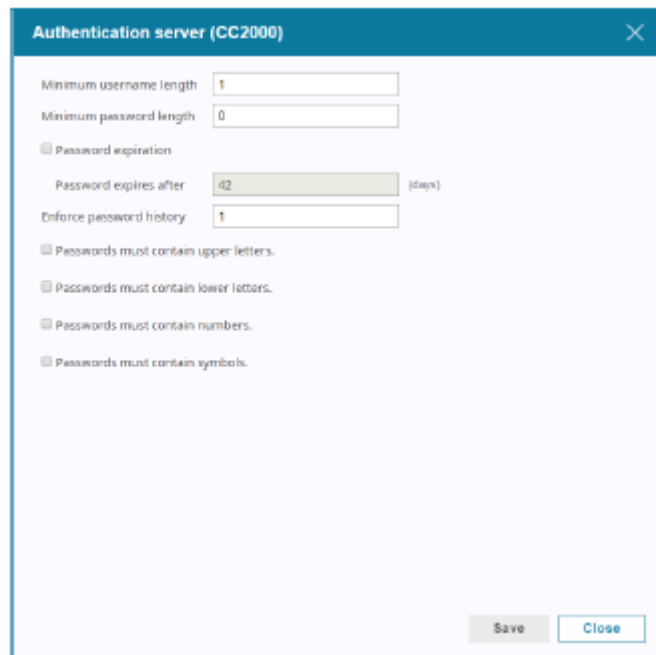 Authentication server (CC2000)
Minimum username length 1
Minimum password length 0
Password expiration
Password expires after 42 (days)
Enforce password history 1
Passwords must contain upper letters.
Passwords must contain lower letters.
Passwords must contain numbers.
Passwords must contain symbols.
Save Close